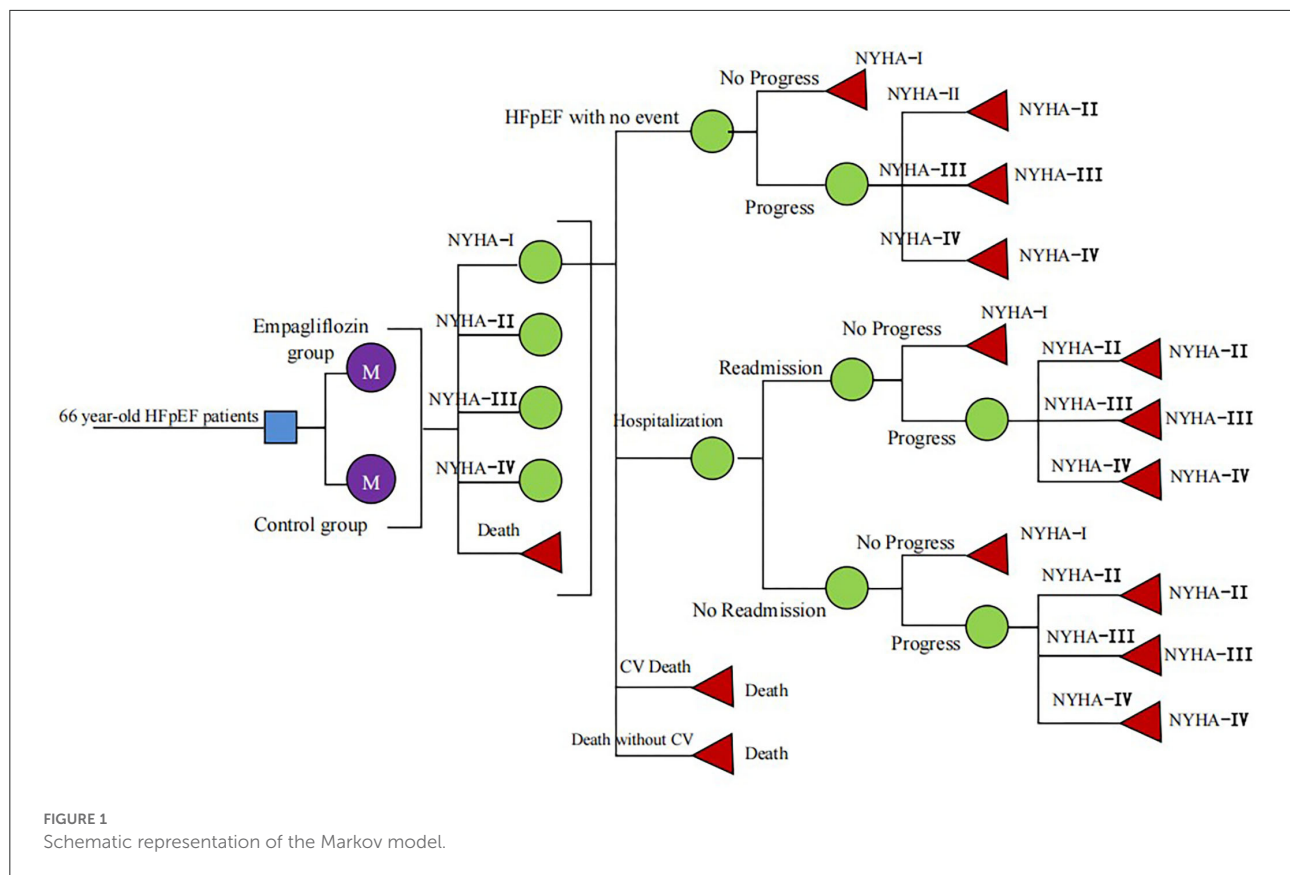 66 year-old HFpEF patients
Empagliflozin
group
M
M
Control group
NYHA-I
NYHA-II
NYHA-III
NYHA-IV
Death
HFpEF with no event
No Progress
NYHA-I
Progress
NYHA-II
NYHA-II
NYHA-III
NYHA-III
NYHA-IV
NYHA-IV
Hospitalization
Readmission
No Progress
NYHA-I
Progress
NYHA-II
NYHA-II
NYHA-III
NYHA-III
NYHA-IV
NYHA-IV
No Readmission
No Progress
NYHA-I
Progress
NYHA-II
NYHA-II
NYHA-III
NYHA-III
NYHA-IV
NYHA-IV
CV Death
Death
Death without CV
Death
FIGURE 1
Schematic representation of the Markov model.